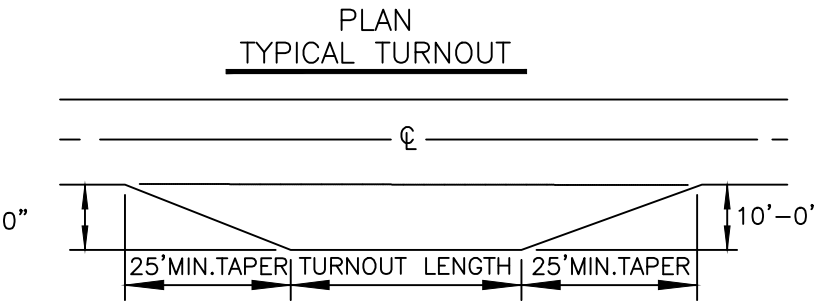 PLAN
TYPICAL TURNOUT
℄
0"
10'-0'
25'MIN.TAPER TURNOUT LENGTH 25'MIN.TAPER